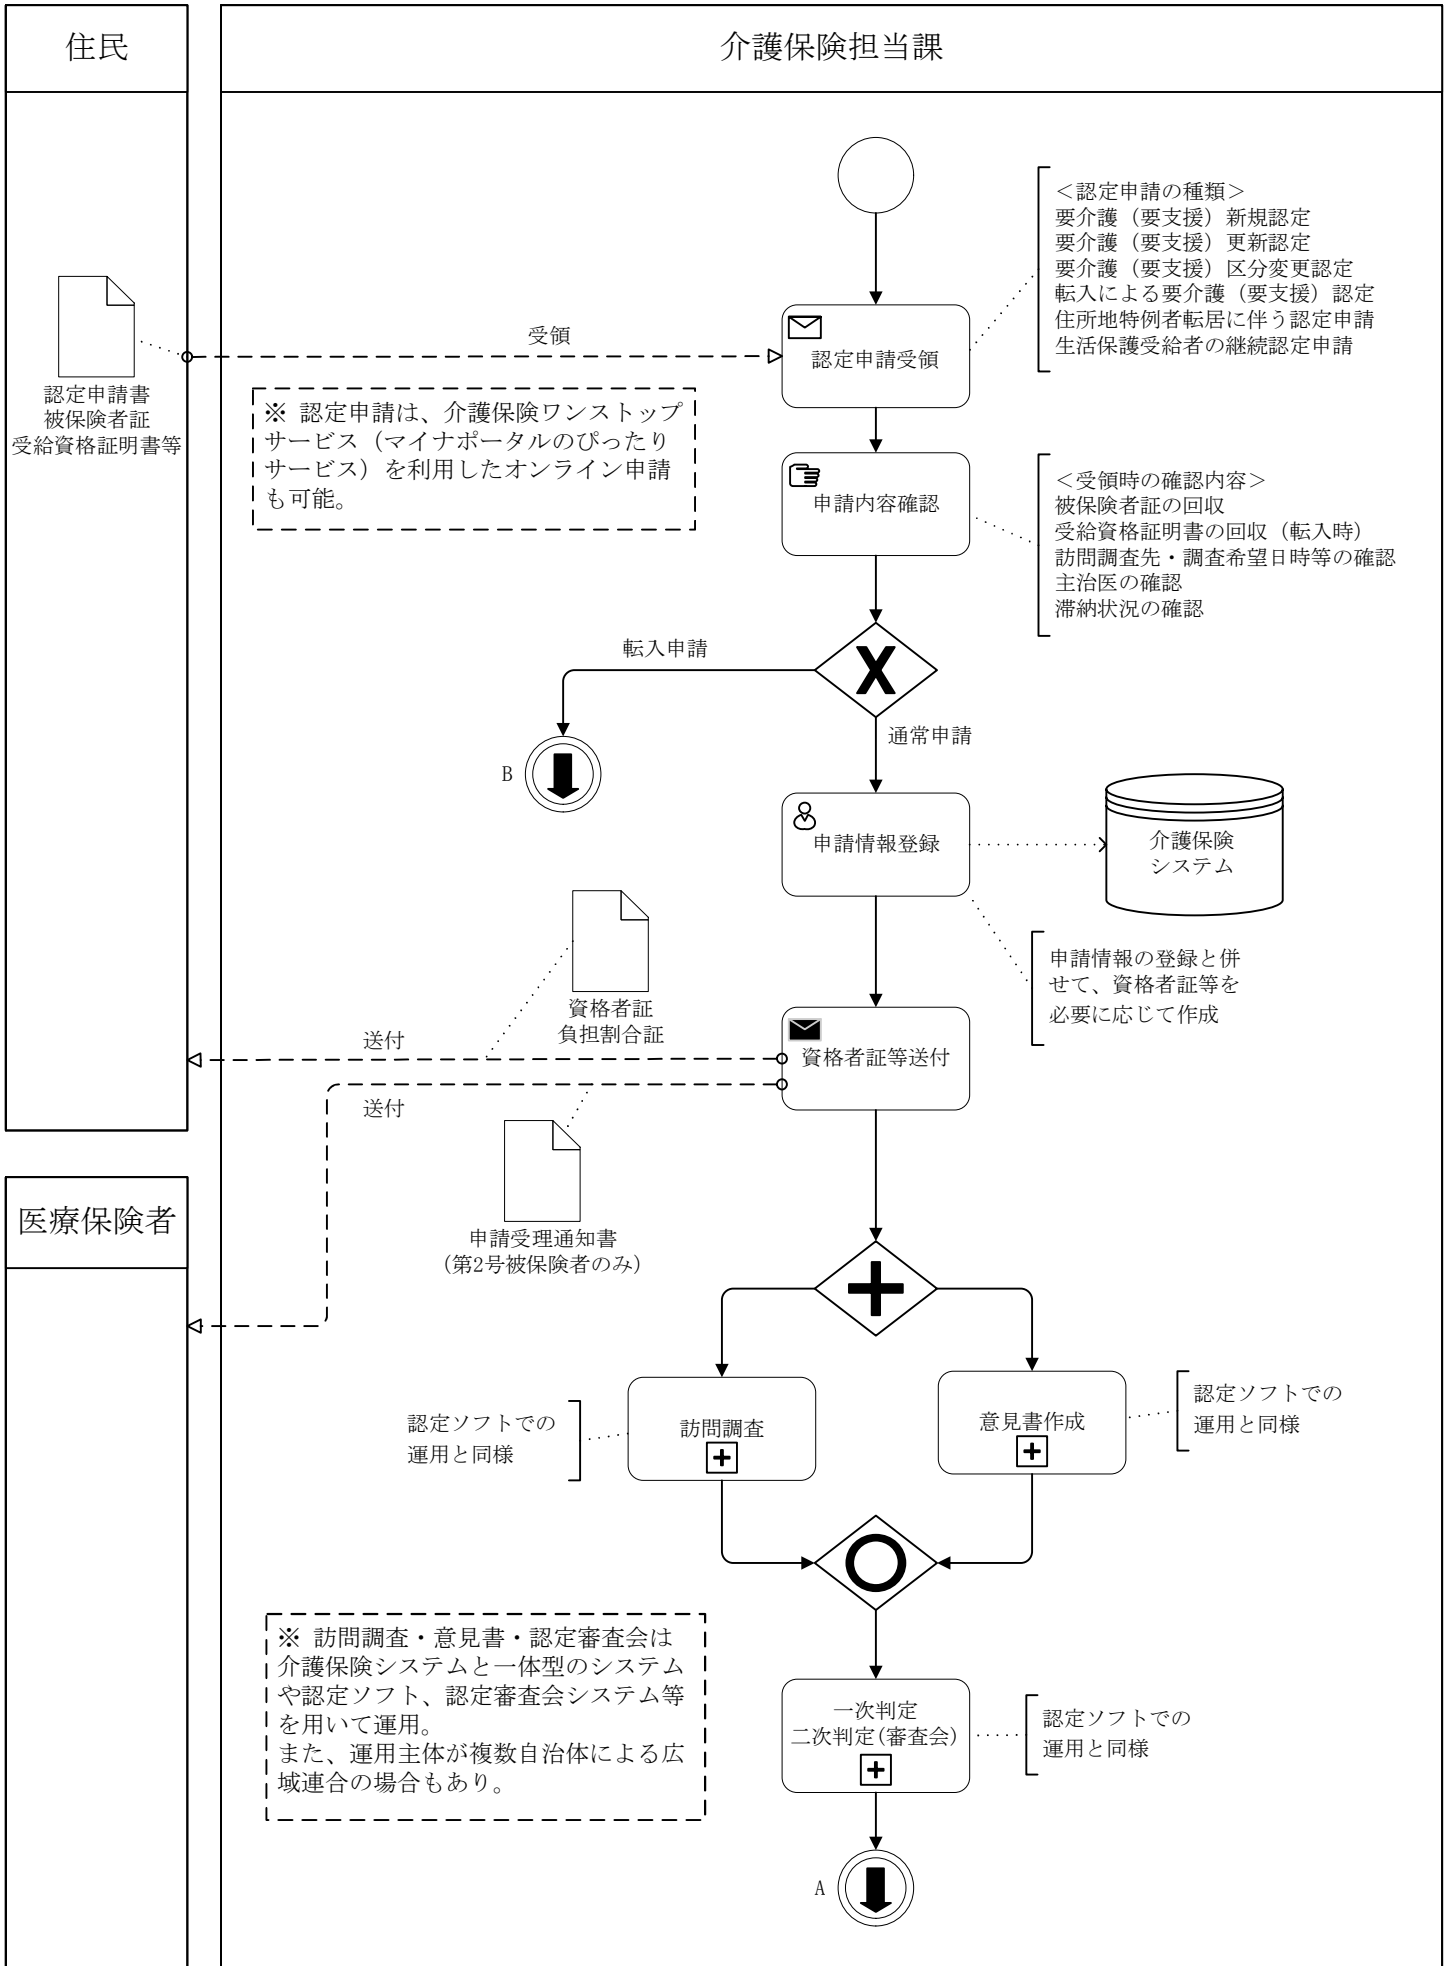 住民
介護保険担当課
＜認定申請の種類＞
要介護（要支援）新規認定
要介護（要支援）更新認定
要介護（要支援）区分変更認定
転入による要介護（要支援）認定
住所地特例者転居に伴う認定申請
生活保護受給者の継続認定申請
受領
認定申請受領
認定申請書
被保険者証
受給資格証明書等
※ 認定申請は、介護保険ワンストップ
サービス（マイナポータルのぴったり
サービス）を利用したオンライン申請
も可能。
申請内容確認
＜受領時の確認内容＞
被保険者証の回収
受給資格証明書の回収（転入時）
訪問調査先・調査希望日時等の確認
主治医の確認
滞納状況の確認
転入申請
通常申請
B
申請情報登録
介護保険
システム
申請情報の登録と併
せて、資格者証等を
必要に応じて作成
資格者証
負担割合証
送付
資格者証等送付
送付
医療保険者
申請受理通知書
（第2号被保険者のみ）
訪問調査
認定ソフトでの
運用と同様
意見書作成
認定ソフトでの
運用と同様
※ 訪問調査・意見書・認定審査会は
介護保険システムと一体型のシステム
や認定ソフト、認定審査会システム等
を用いて運用。
また、運用主体が複数自治体による広
域連合の場合もあり。
一次判定
二次判定(審査会)
認定ソフトでの
運用と同様
A